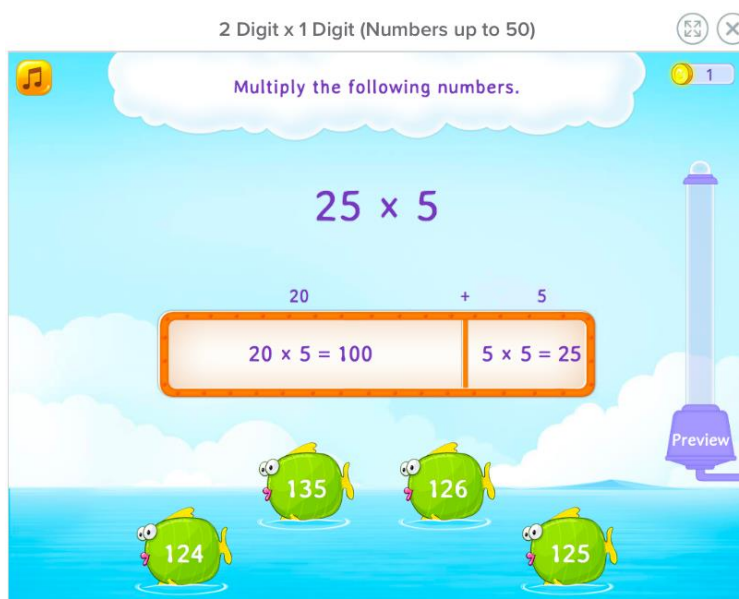 2 Digit x 1 Digit (Numbers up to 50)
1
Multiply the following numbers.
25 × 5
20 + 5
20 × 5 = 100 5 × 5 = 25
Preview
135 126
124 125